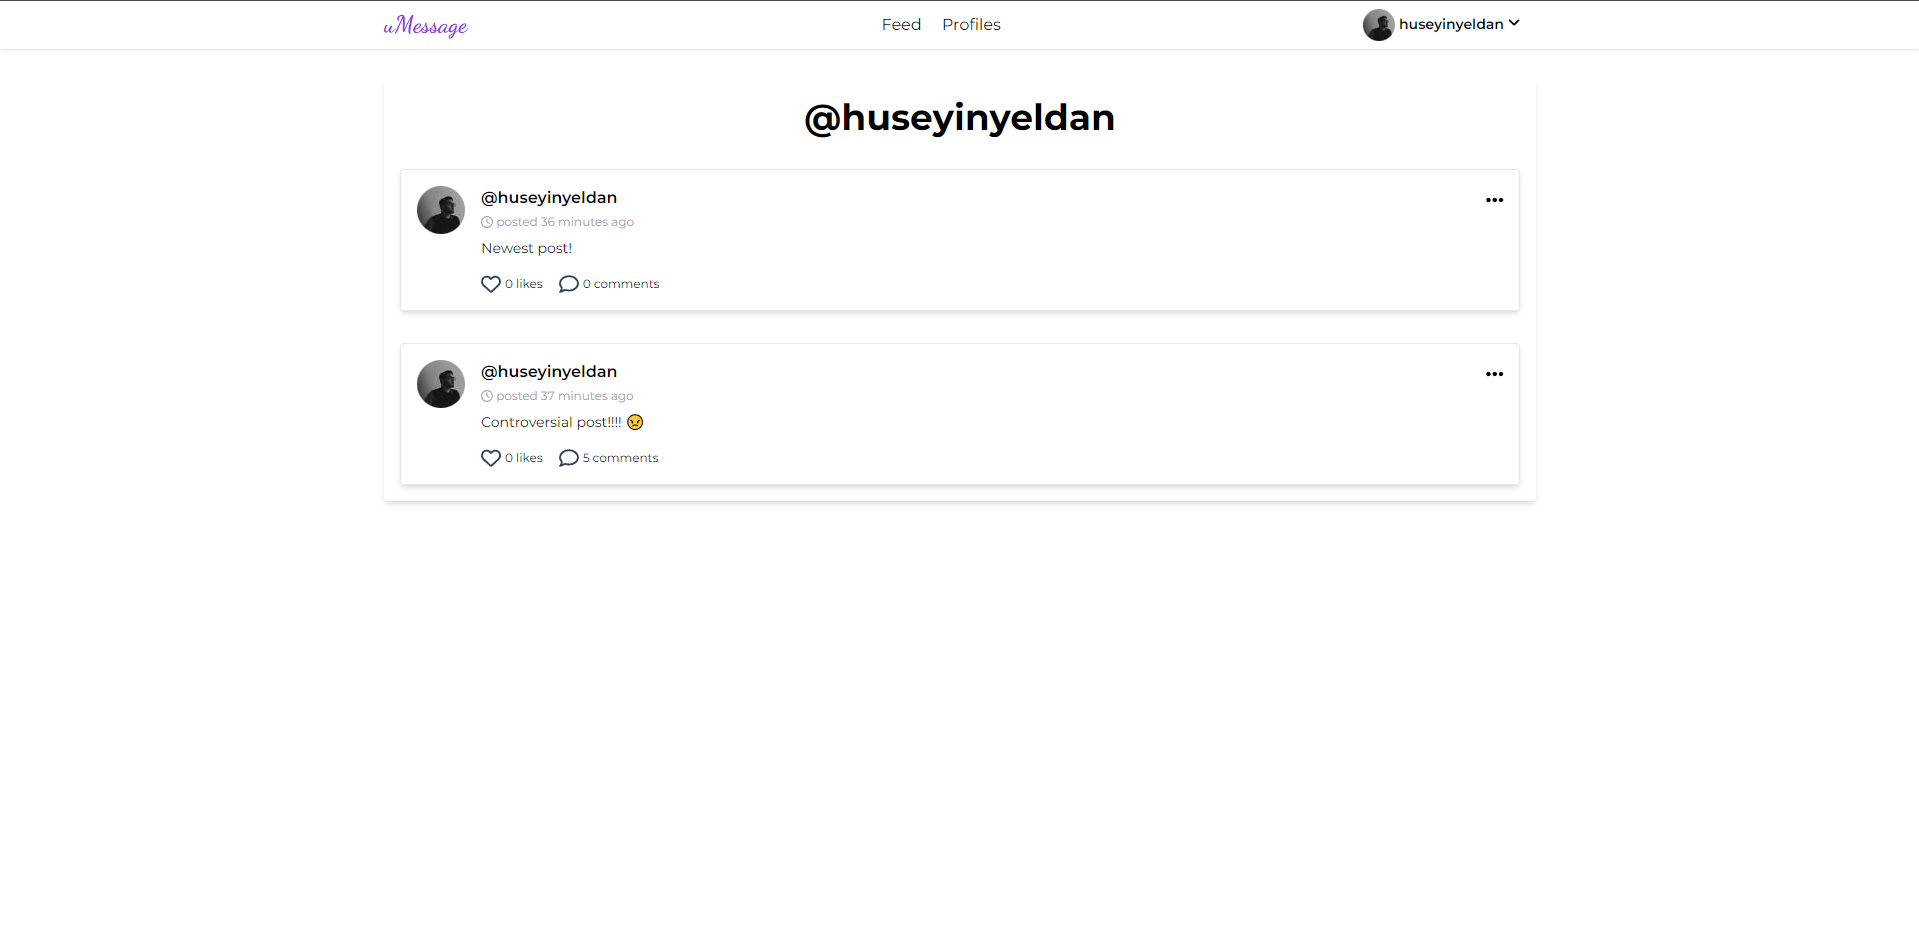 uMessage
Feed Profiles
huseyinyeldan
@huseyinyeldan
@huseyinyeldan
posted 36 minutes ago
Newest post!
0 likes 0 comments
@huseyinyeldan
posted 37 minutes ago
Controversial post!!!! 😠
0 likes 5 comments